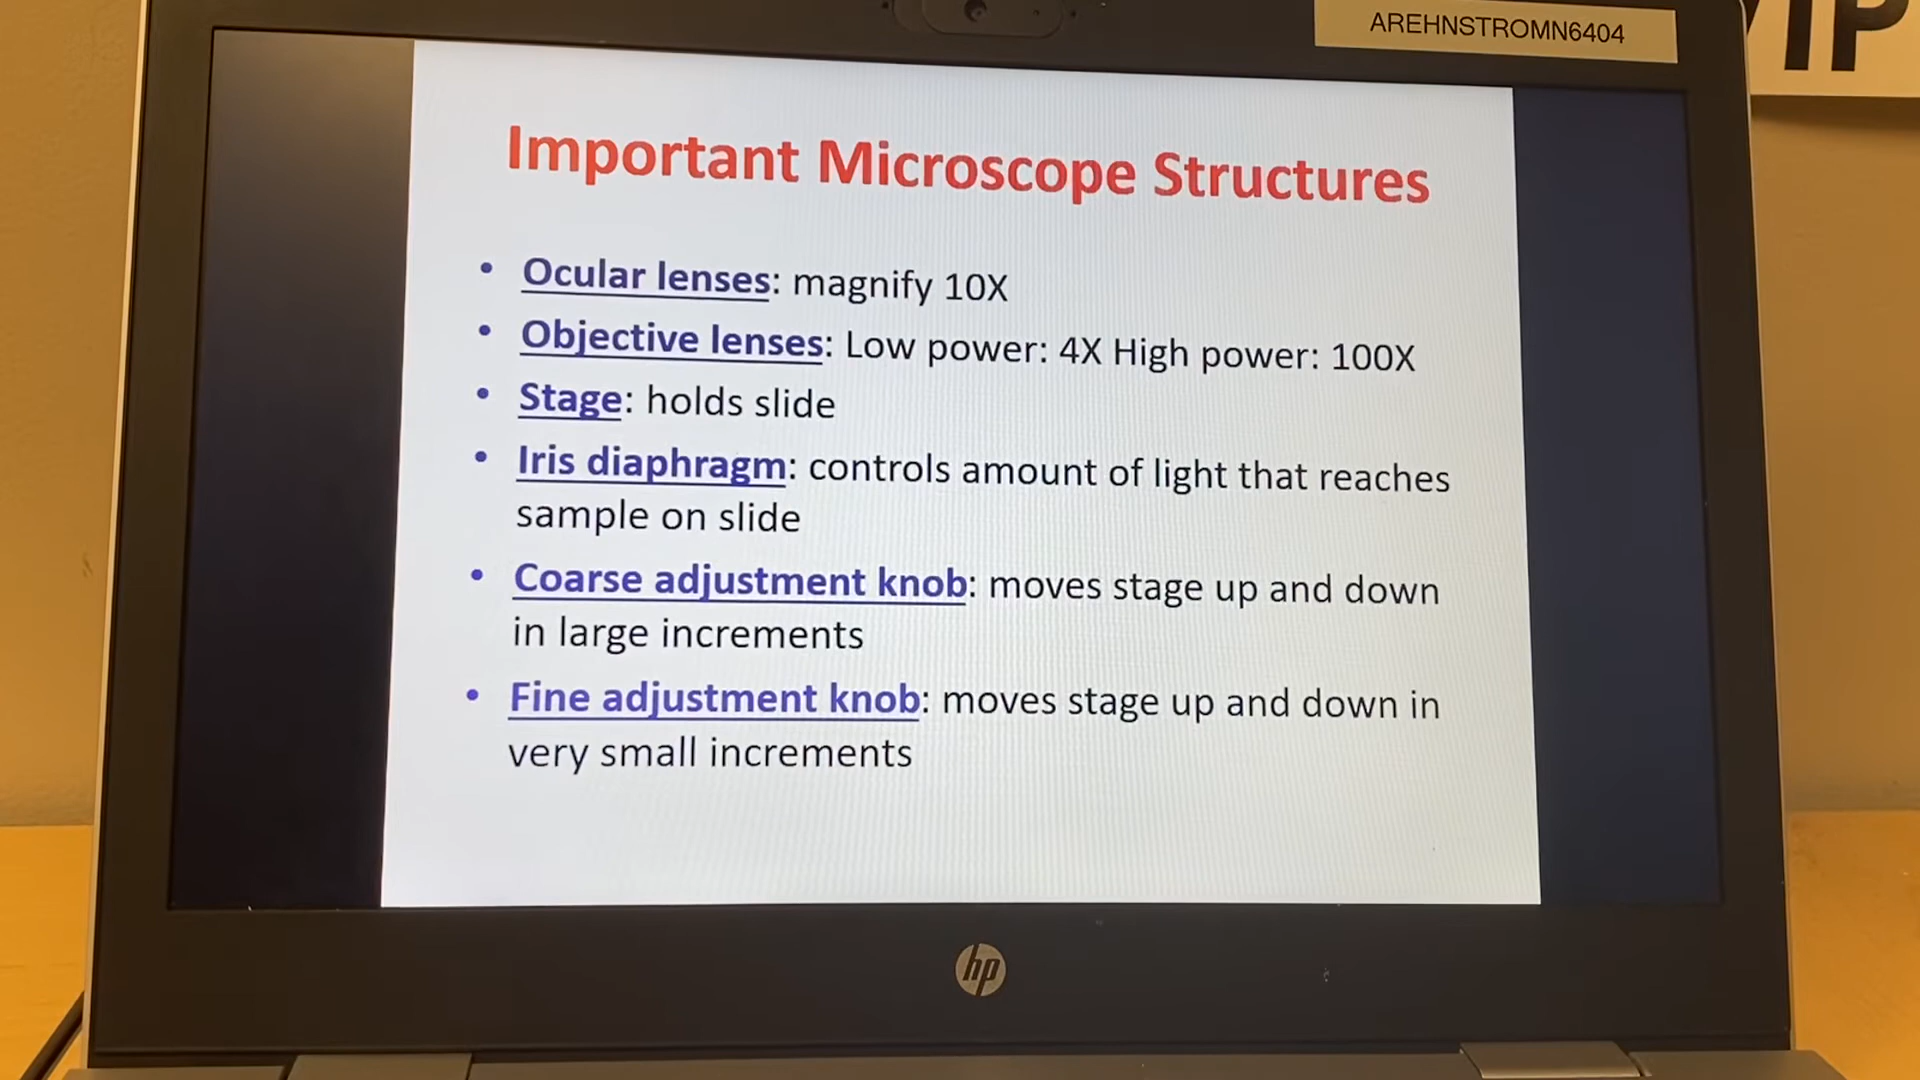 AREHNSTROMN6404
IP
Important Microscope Structures
• Ocular lenses: magnify 10X
• Objective lenses: Low power: 4X High power: 100X
• Stage: holds slide
• Iris diaphragm: controls amount of light that reaches
sample on slide
• Coarse adjustment knob: moves stage up and down
in large increments
• Fine adjustment knob: moves stage up and down in
very small increments
hp